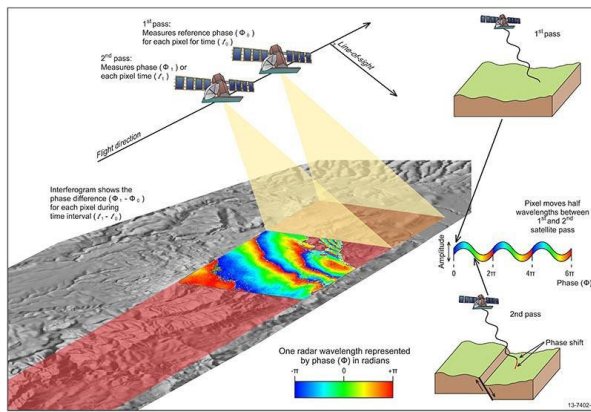 1st pass:
Measures reference phase (Φ0)
for each pixel for time (t0)
2nd pass:
Measures phase (Φ1) or
each pixel time (t1)
Line-of-sight
Flight direction
Interferogram shows the
phase difference (Φ1 - Φ0)
for each pixel during
time interval (t1 - t0)
1st pass
Pixel moves half
wavelengths between
1st and 2nd
satellite pass
Amplitude
0 2π 4π 6π
Phase (Φ)
2nd pass
Phase shift
One radar wavelength represented
by phase (Φ) in radians
-π 0 +π
13-7402-